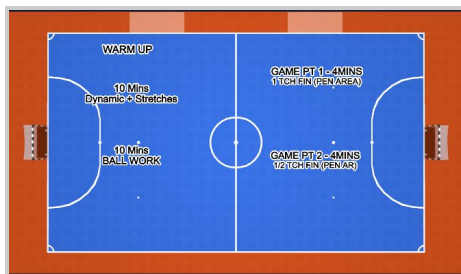 WARM UP
10 Mins
Dynamic + Stretches
10 Mins
BALL WORK
GAME PT 1 - 4MINS
1 TCH FIN (PEN AREA)
GAME PT 2 - 4MINS
1/2 TCH FIN (PEN AR)